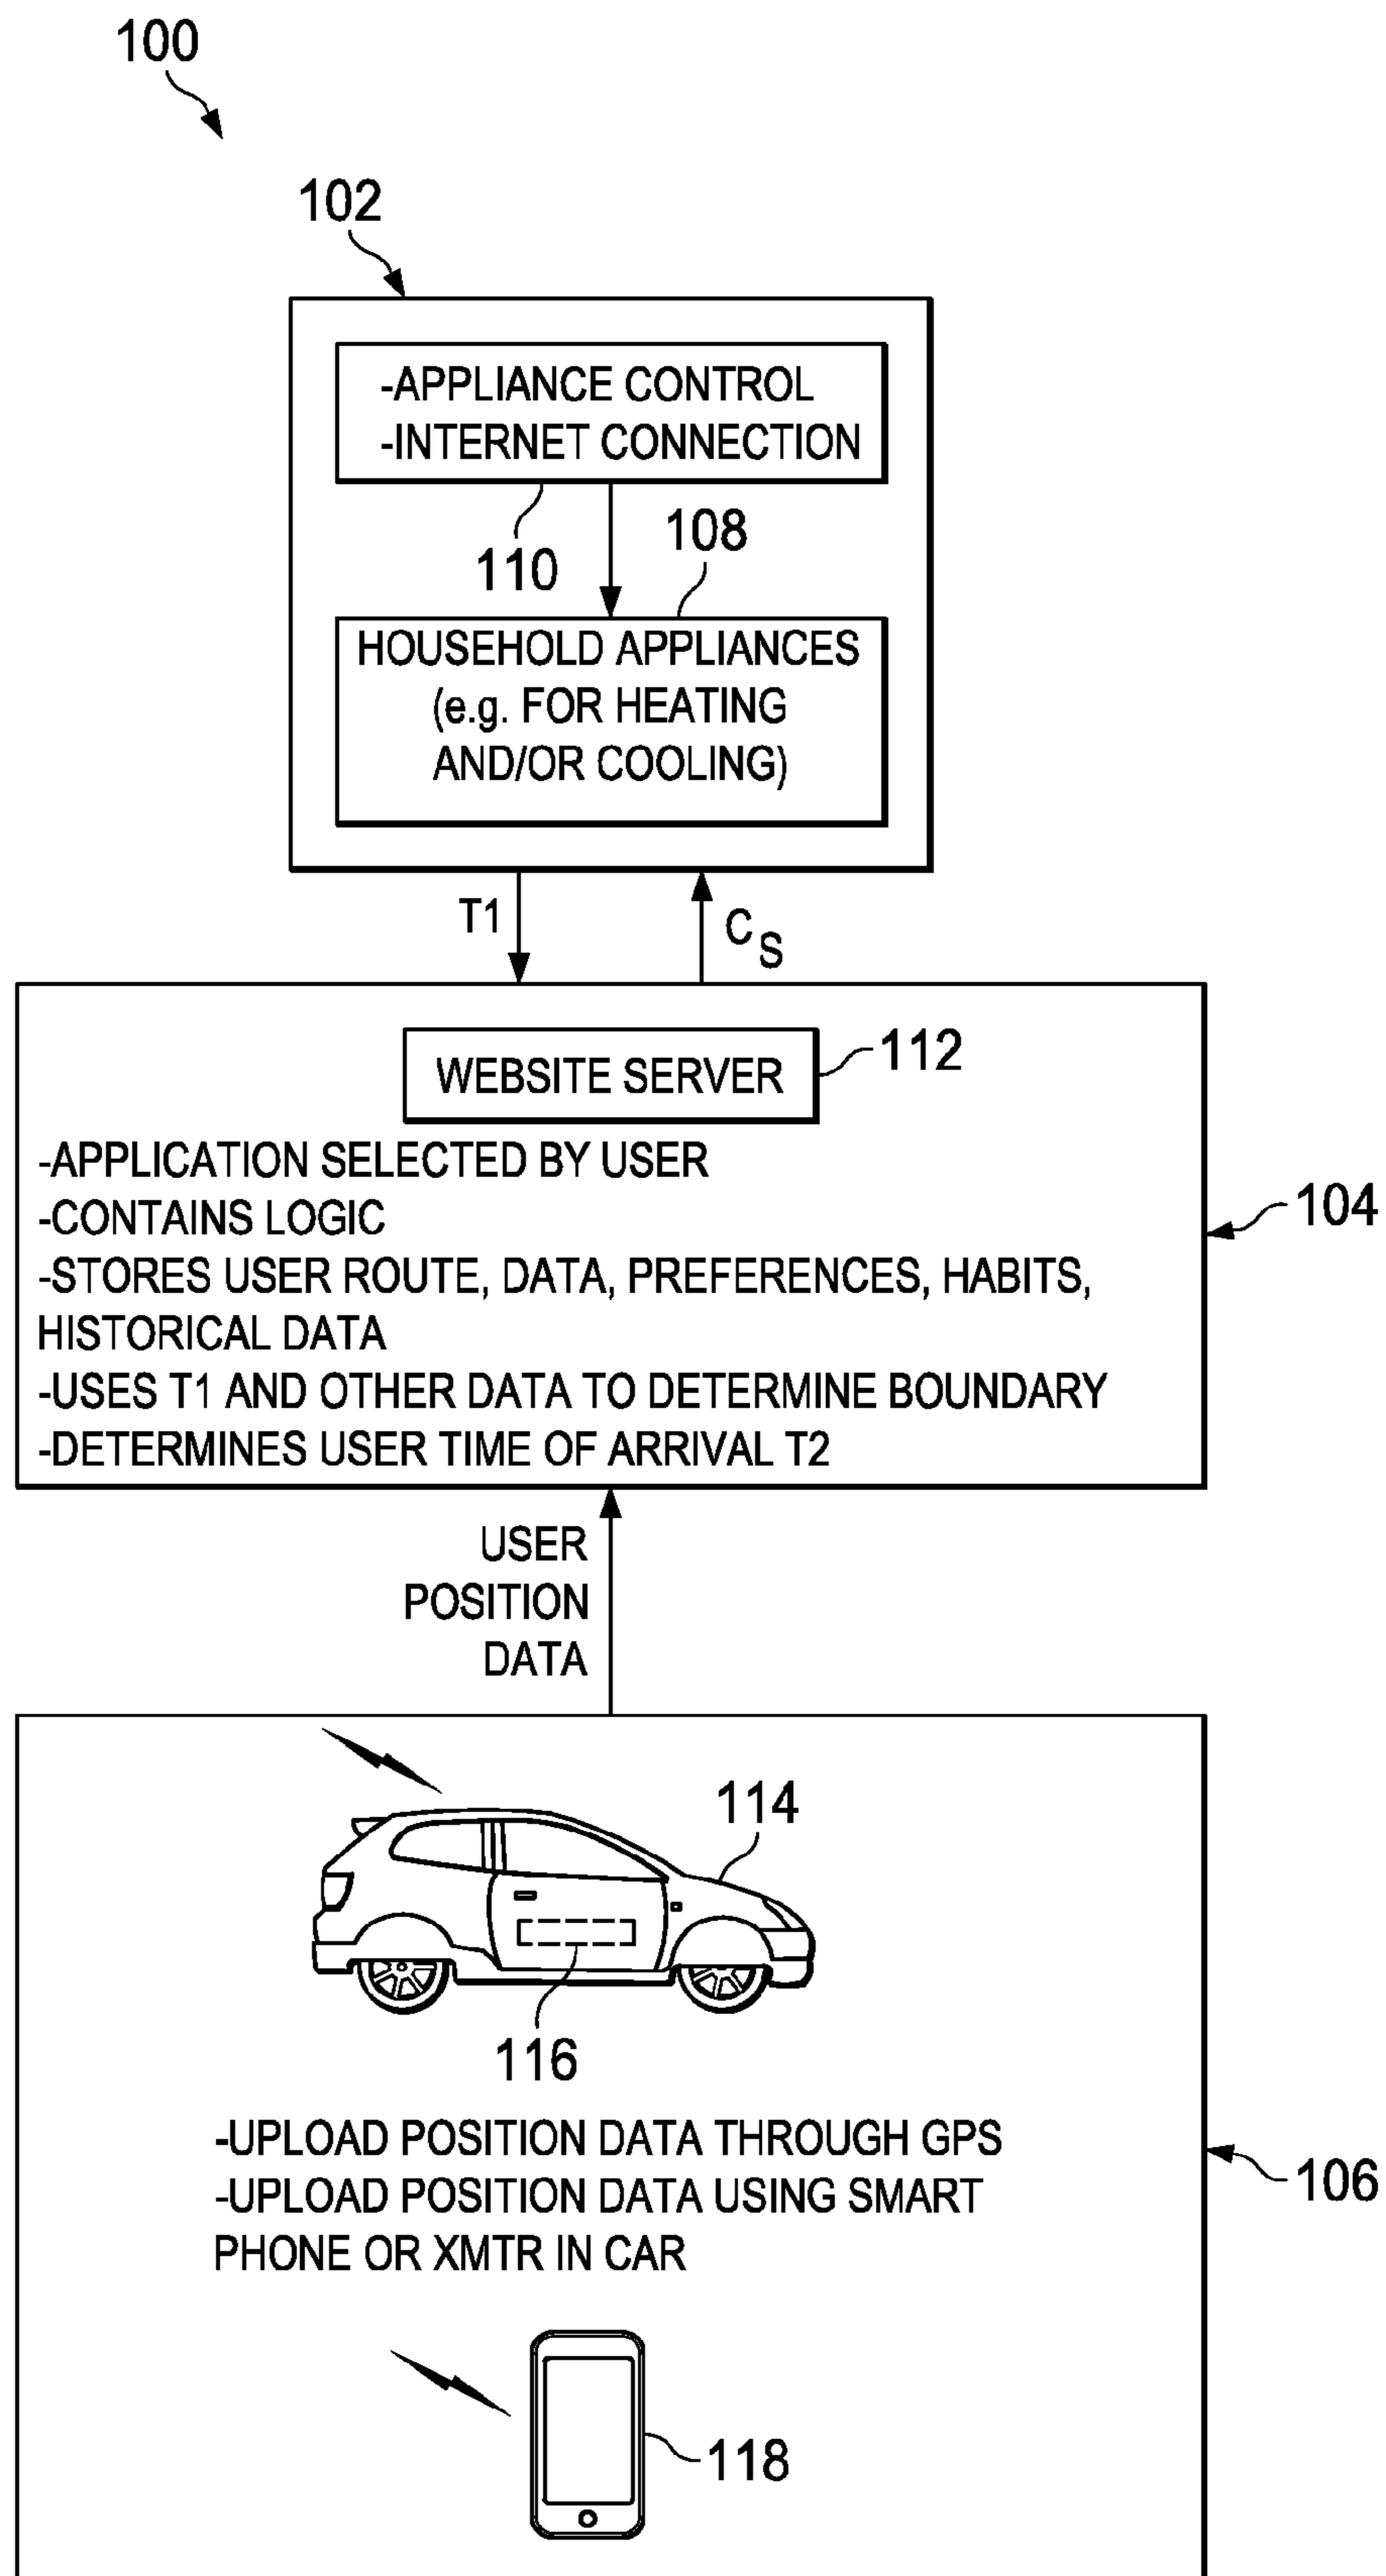 100
102
-APPLIANCE CONTROL
-INTERNET CONNECTION
110
108
HOUSEHOLD APPLIANCES
(e.g. FOR HEATING
AND/OR COOLING)
T1
CS
WEBSITE SERVER
112
-APPLICATION SELECTED BY USER
-CONTAINS LOGIC
-STORES USER ROUTE, DATA, PREFERENCES, HABITS,
HISTORICAL DATA
-USES T1 AND OTHER DATA TO DETERMINE BOUNDARY
-DETERMINES USER TIME OF ARRIVAL T2
104
USER
POSITION
DATA
114
116
-UPLOAD POSITION DATA THROUGH GPS
-UPLOAD POSITION DATA USING SMART
PHONE OR XMTR IN CAR
106
118